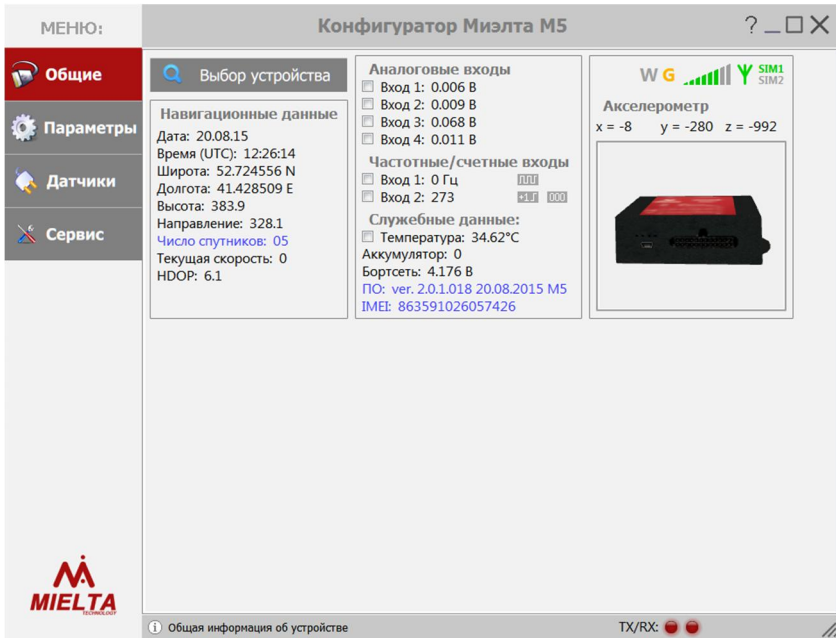 МЕНЮ:
Конфигуратор Миэлта М5
?
Общие
Параметры
Датчики
Сервис
Выбор устройства
Навигационные данные
Дата: 20.08.15
Время (UTC): 12:26:14
Широта: 52.724556 N
Долгота: 41.428509 E
Высота: 383.9
Направление: 328.1
Число спутников: 05
Текущая скорость: 0
HDOP: 6.1
Аналоговые входы
Вход 1: 0.006 В
Вход 2: 0.009 В
Вход 3: 0.068 В
Вход 4: 0.011 В
Частотные/счетные входы
Вход 1: 0 Гц
Вход 2: 273 +1 000
Служебные данные:
Температура: 34.62°C
Аккумулятор: 0
Бортсеть: 4.176 В
ПО: ver. 2.0.1.018 20.08.2015 M5
IMEI: 863591026057426
W G SIM1
SIM2
Акселерометр
x = -8 y = -280 z = -992
MIELTA
TECHNOLOGY
Общая информация об устройстве
TX/RX: